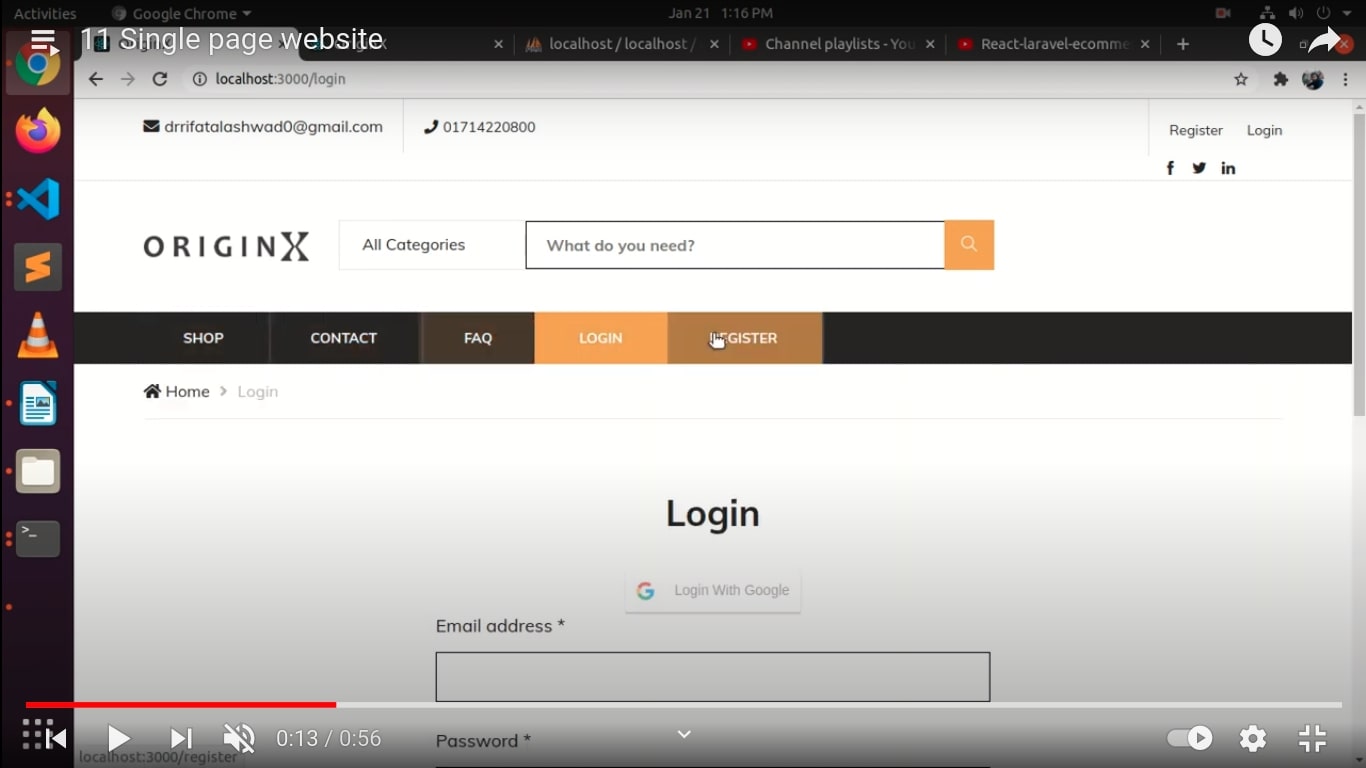 Activities Google Chrome Jan 21 1:16 PM
11 Single page website
localhost / localhost / Channel playlists - You React-laravel-ecomme
localhost:3000/login
drrifatalashwad0@gmail.com 01714220800 Register Login
ORIGINX All Categories What do you need?
SHOP CONTACT FAQ LOGIN REGISTER
Home > Login
Login
Login With Google
Email address *
0:13 / 0:56
Password *
localhost:3000/register